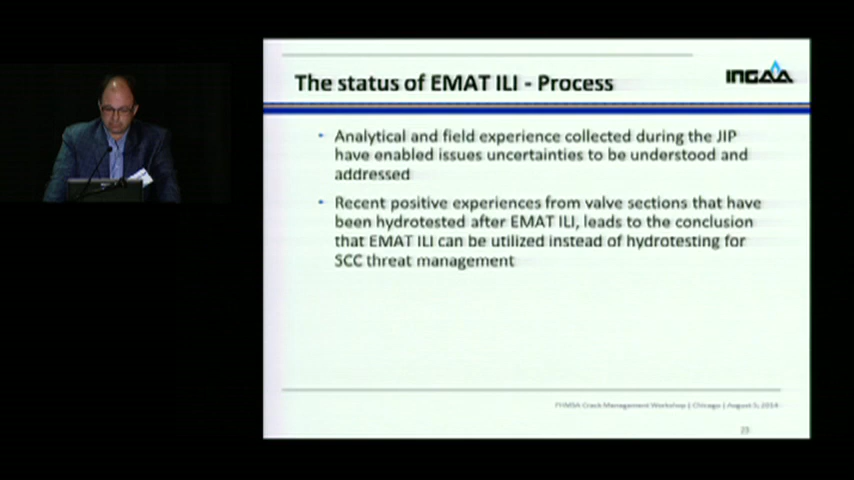 The status of EMAT ILI - Process
INGAA
• Analytical and field experience collected during the JIP
have enabled issues uncertainties to be understood and
addressed
• Recent positive experiences from valve sections that have
been hydrotested after EMAT ILI, leads to the conclusion
that EMAT ILI can be utilized instead of hydrotesting for
SCC threat management
PHMSA Crack Management Workshop | Chicago | August 5, 2014
23